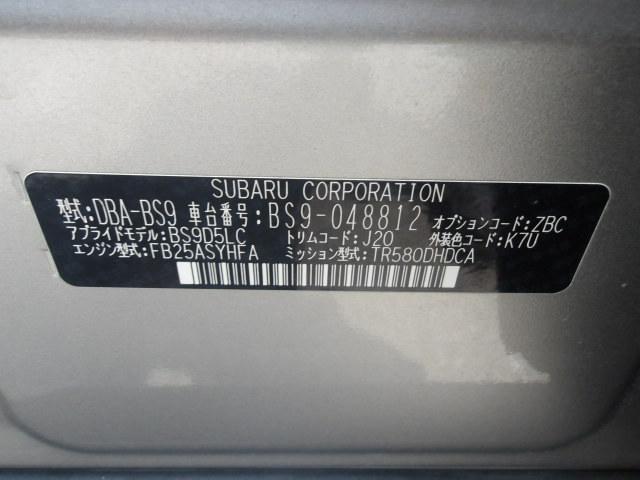 SUBARU CORPORATION
型式:DBA-BS9 車台番号:BS9-048812 オプションコード:ZBC
アプライドモデル:BS9D5LC トリムコード:J20 外装色コード:K7U
エンジン型式:FB25ASYHFA ミッション型式:TR580DHDCA